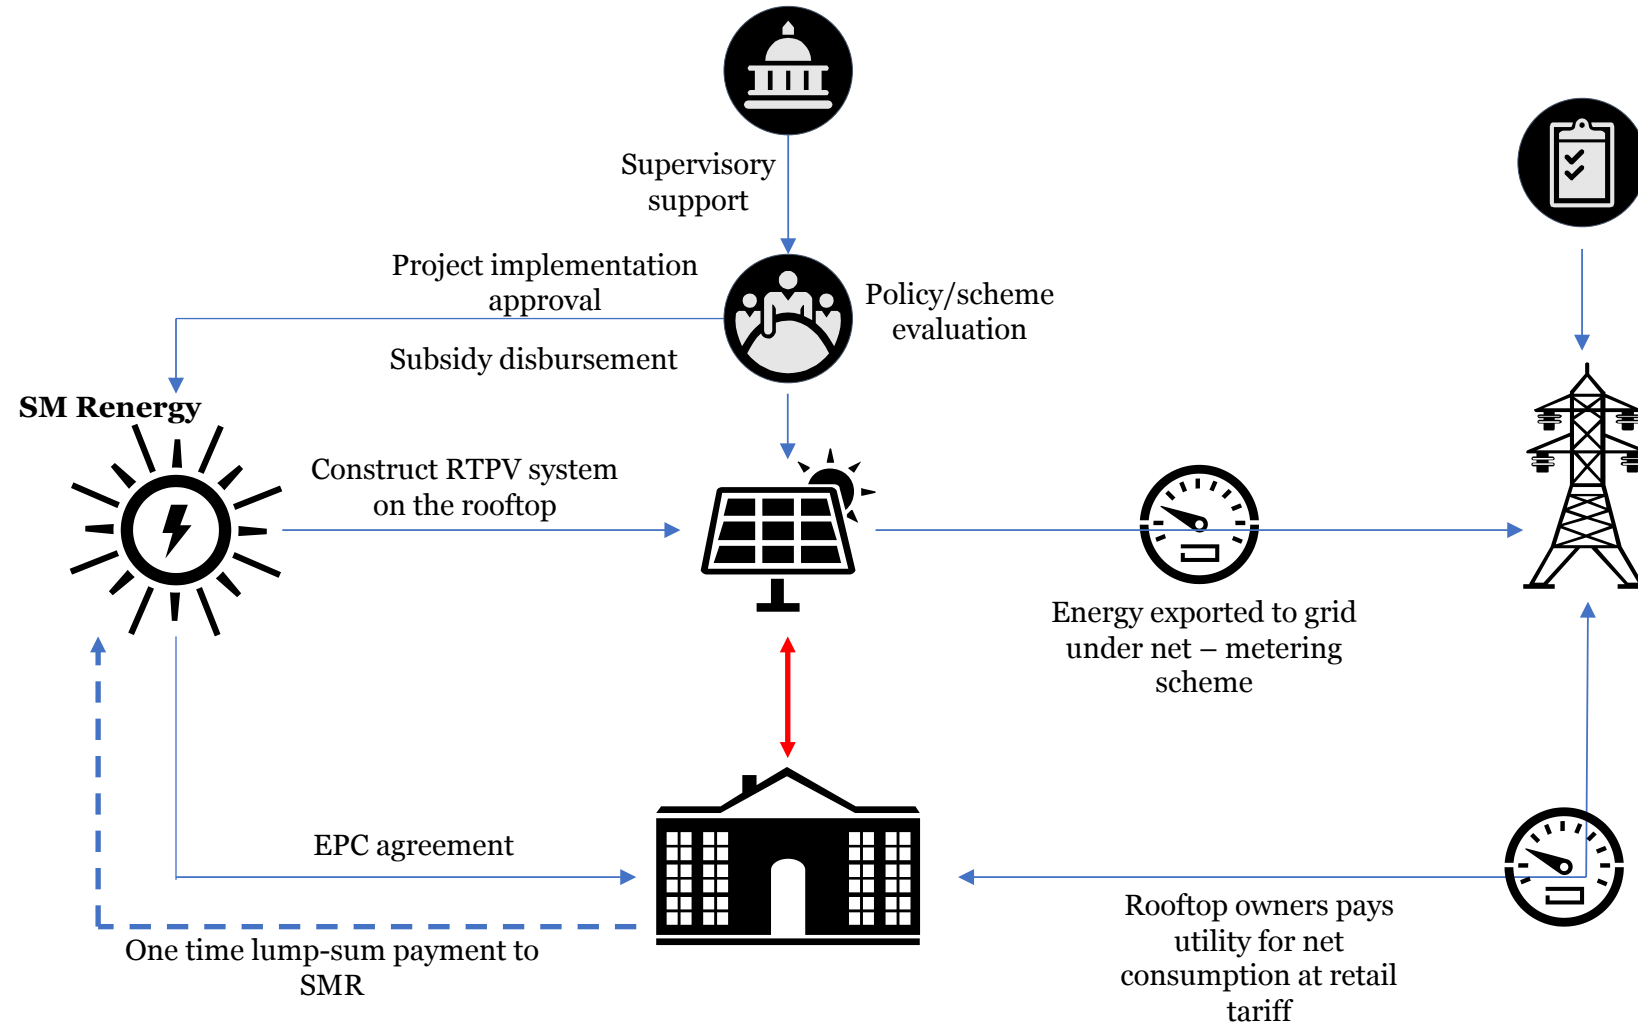 Supervisory
support
Project implementation
approval
Policy/scheme
evaluation
Subsidy disbursement
SM Renergy
Construct RTPV system
on the rooftop
Energy exported to grid
under net – metering
scheme
EPC agreement
One time lump-sum payment to
SMR
Rooftop owners pays
utility for net
consumption at retail
tariff